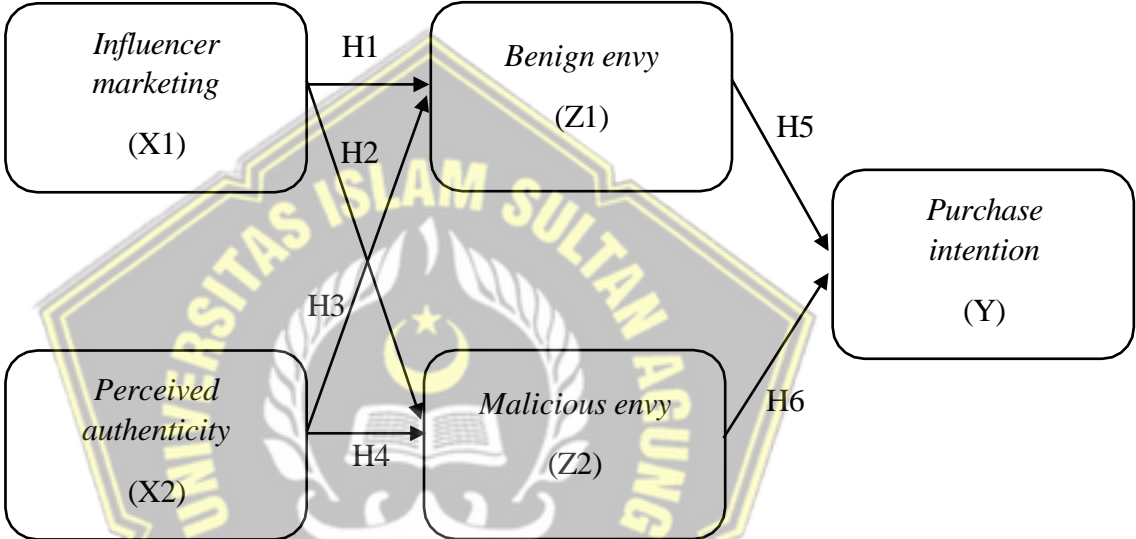 Influencer
marketing
(X1)
H1
Benign envy
(Z1)
H2
H5
Purchase
intention
(Y)
H3
Perceived
authenticity
(X2)
H4
Malicious envy
(Z2)
H6
UNIVERSITAS ISLAM SULTAN AGUNG